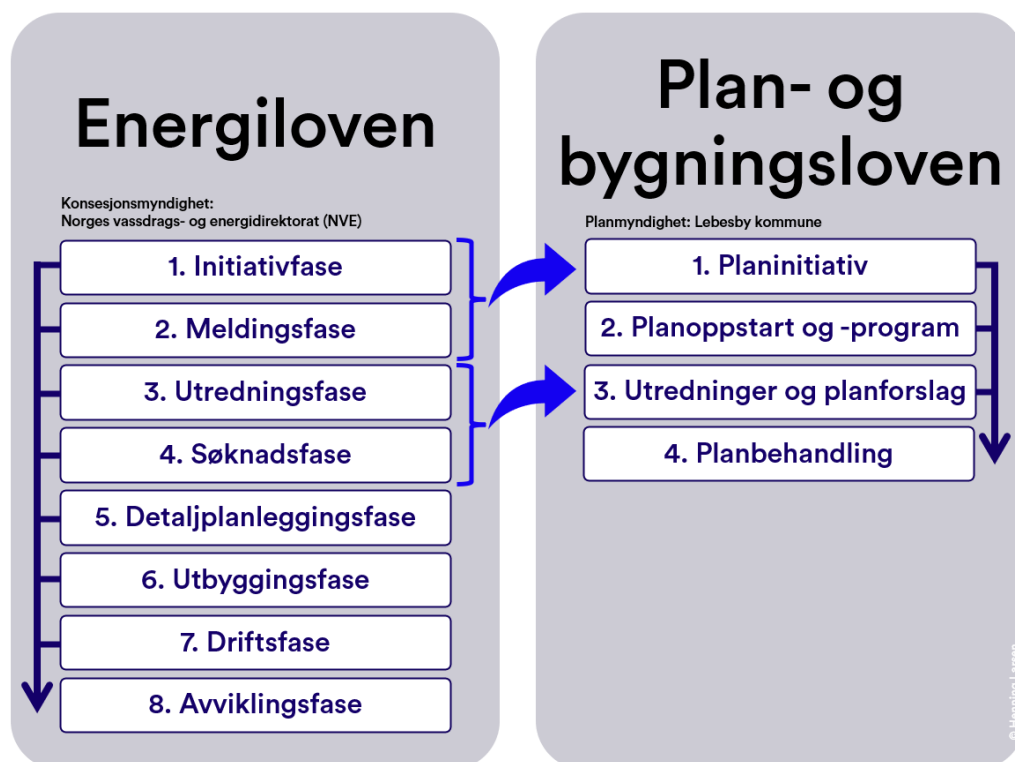 Energiloven
Konsesjonsmyndighet:
Norges vassdrags- og energidirektorat (NVE)
1. Initiativfase
2. Meldingsfase
3. Utredningsfase
4. Søknadsfase
5. Detaljplanleggingsfase
6. Utbyggingsfase
7. Driftsfase
8. Avviklingsfase
Plan- og
bygningsloven
Planmyndighet: Lebesby kommune
1. Planinitiativ
2. Planoppstart og -program
3. Utredninger og planforslag
4. Planbehandling
© Henning Larsen